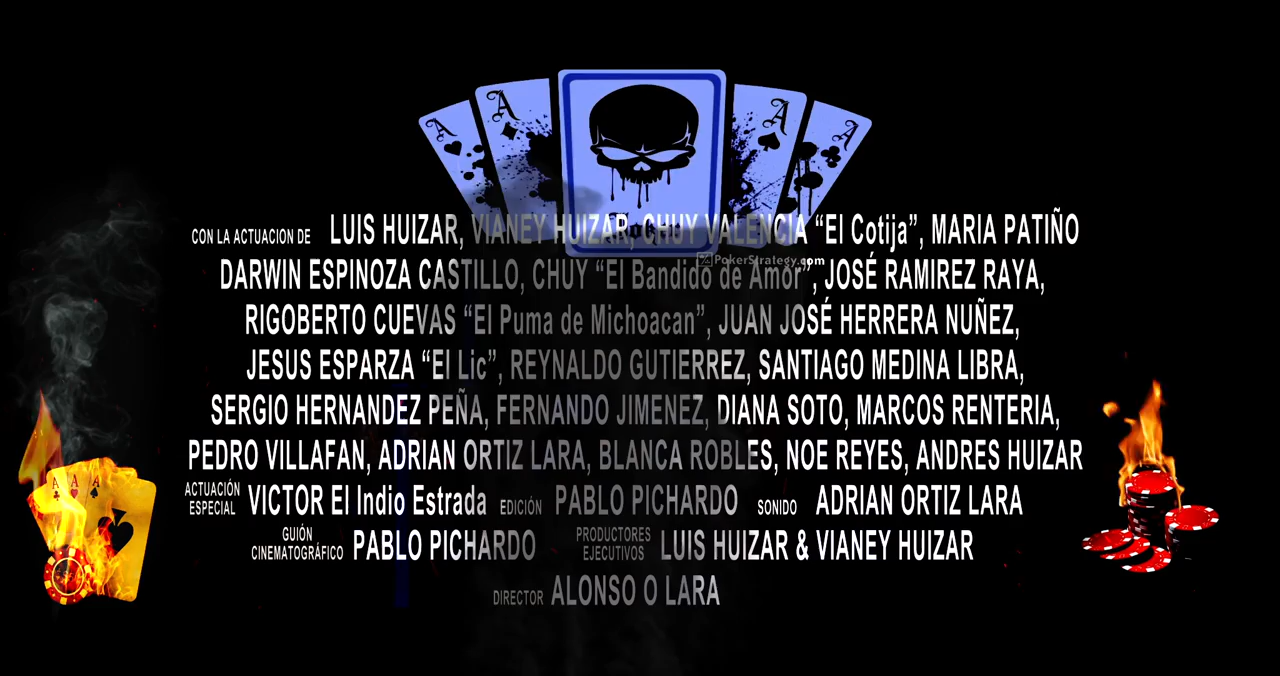 A A A A
CON LA ACTUACION DE LUIS HUIZAR, VIANEY HUIZAR, CHUY VALENCIA “El Cotija”, MARIA PATIÑO
PokerStrategy.com
DARWIN ESPINOZA CASTILLO, CHUY “El Bandido de Amor”, JOSÉ RAMIREZ RAYA,
RIGOBERTO CUEVAS “El Puma de Michoacan”, JUAN JOSÉ HERRERA NUÑEZ,
JESUS ESPARZA “El Lic”, REYNALDO GUTIERREZ, SANTIAGO MEDINA LIBRA,
SERGIO HERNANDEZ PEÑA, FERNANDO JIMENEZ, DIANA SOTO, MARCOS RENTERIA,
PEDRO VILLAFAN, ADRIAN ORTIZ LARA, BLANCA ROBLES, NOE REYES, ANDRES HUIZAR
ACTUACIÓN ESPECIAL VICTOR El Indio Estrada EDICIÓN PABLO PICHARDO SONIDO ADRIAN ORTIZ LARA
GUIÓN CINEMATOGRÁFICO PABLO PICHARDO PRODUCTORES EJECUTIVOS LUIS HUIZAR & VIANEY HUIZAR
DIRECTOR ALONSO O LARA
A A A